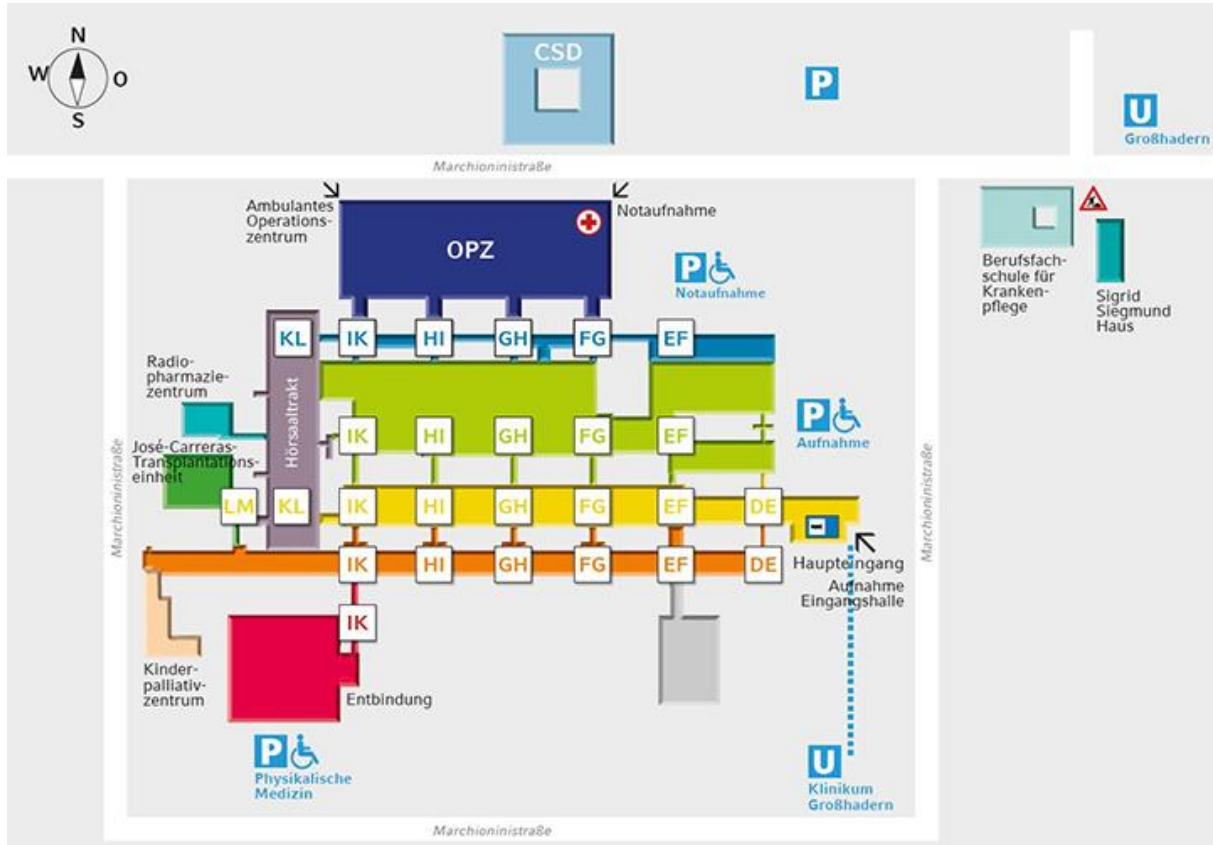 N
W
O
S
CSD
P
U
Großhadern
Marchioninistraße
Ambulantes
Operations-
zentrum
Notaufnahme
OPZ
P
Notaufnahme
Berufsfach-
schule für
Kranken-
pflege
Sigrid
Siegmund
Haus
KL
IK
HI
GH
FG
EF
Radio-
pharmazie-
zentrum
Hörsaaltrakt
P
Aufnahme
IK
HI
GH
FG
EF
José-Carreras-
Transplantations-
einheit
Marchioninistraße
Marchioninistraße
LM
KL
IK
HI
GH
FG
EF
DE
IK
HI
GH
FG
EF
DE
Haupteingang
Aufnahme
Eingangshalle
IK
Kinder-
palliativ-
zentrum
Entbindung
P
Physikalische
Medizin
U
Klinikum
Großhadern
Marchioninistraße